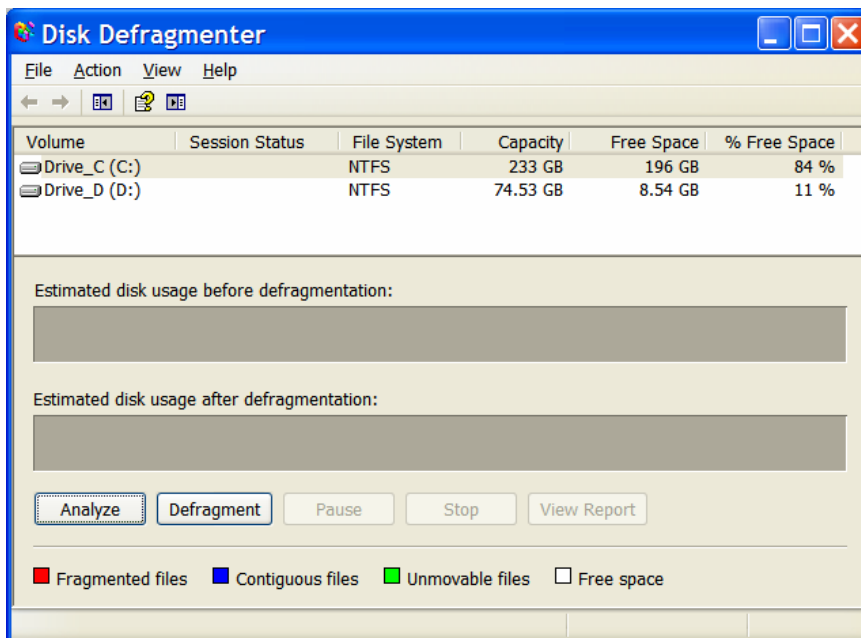 Disk Defragmenter
File Action View Help
Volume Session Status File System Capacity Free Space % Free Space
Drive_C (C:) NTFS 233 GB 196 GB 84 %
Drive_D (D:) NTFS 74.53 GB 8.54 GB 11 %
Estimated disk usage before defragmentation:
Estimated disk usage after defragmentation:
Analyze Defragment Pause Stop View Report
Fragmented files Contiguous files Unmovable files Free space